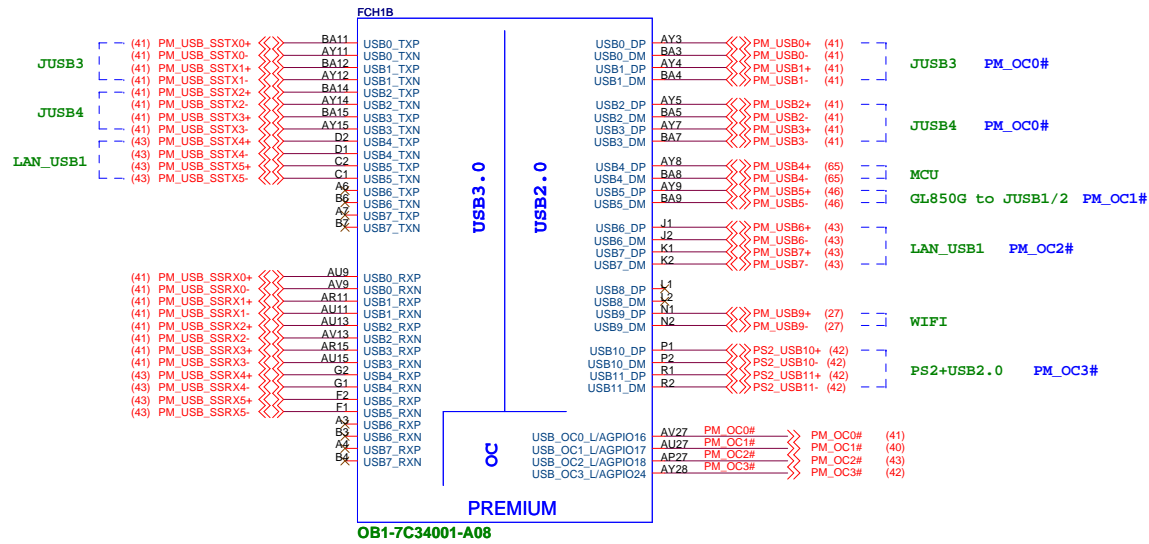 FCH1B
JUSB3
JUSB4
LAN_USB1
(41) PM_USB_SSTX0+ BA11 USB0_TXP
(41) PM_USB_SSTX0- AY11 USB0_TXN
(41) PM_USB_SSTX1+ BA12 USB1_TXP
(41) PM_USB_SSTX1- AY12 USB1_TXN
(41) PM_USB_SSTX2+ BA14 USB2_TXP
(41) PM_USB_SSTX2- AY14 USB2_TXN
(41) PM_USB_SSTX3+ BA15 USB3_TXP
(41) PM_USB_SSTX3- AY15 USB3_TXN
(43) PM_USB_SSTX4+ D2 USB4_TXP
(43) PM_USB_SSTX4- D1 USB4_TXN
(43) PM_USB_SSTX5+ C2 USB5_TXP
(43) PM_USB_SSTX5- C1 USB5_TXN
A6 USB6_TXP
B6 USB6_TXN
A7 USB7_TXP
B7 USB7_TXN
(41) PM_USB_SSRX0+ AU9 USB0_RXP
(41) PM_USB_SSRX0- AV9 USB0_RXN
(41) PM_USB_SSRX1+ AR11 USB1_RXP
(41) PM_USB_SSRX1- AU11 USB1_RXN
(41) PM_USB_SSRX2+ AU13 USB2_RXP
(41) PM_USB_SSRX2- AV13 USB2_RXN
(41) PM_USB_SSRX3+ AR15 USB3_RXP
(41) PM_USB_SSRX3- AU15 USB3_RXN
(43) PM_USB_SSRX4+ G2 USB4_RXP
(43) PM_USB_SSRX4- G1 USB4_RXN
(43) PM_USB_SSRX5+ F2 USB5_RXP
(43) PM_USB_SSRX5- F1 USB5_RXN
A3 USB6_RXP
B3 USB6_RXN
A4 USB7_RXP
B4 USB7_RXN
USB3.0
USB2.0
OC
PREMIUM
USB0_DP AY3 PM_USB0+ (41)
USB0_DM BA3 PM_USB0- (41)
USB1_DP AY4 PM_USB1+ (41)
USB1_DM BA4 PM_USB1- (41)
JUSB3 PM_OC0#
USB2_DP AY5 PM_USB2+ (41)
USB2_DM BA5 PM_USB2- (41)
USB3_DP AY7 PM_USB3+ (41)
USB3_DM BA7 PM_USB3- (41)
JUSB4 PM_OC0#
USB4_DP AY8 PM_USB4+ (65)
USB4_DM BA8 PM_USB4- (65)
MCU
USB5_DP AY9 PM_USB5+ (46)
USB5_DM BA9 PM_USB5- (46)
GL850G to JUSB1/2 PM_OC1#
USB6_DP J1 PM_USB6+ (43)
USB6_DM J2 PM_USB6- (43)
USB7_DP K1 PM_USB7+ (43)
USB7_DM K2 PM_USB7- (43)
LAN_USB1 PM_OC2#
USB8_DP L1
USB8_DM L2
USB9_DP N1 PM_USB9+ (27)
USB9_DM N2 PM_USB9- (27)
WIFI
USB10_DP P1 PS2_USB10+ (42)
USB10_DM P2 PS2_USB10- (42)
USB11_DP R1 PS2_USB11+ (42)
USB11_DM R2 PS2_USB11- (42)
PS2+USB2.0 PM_OC3#
USB_OC0_L/AGPIO16 AV27 PM_OC0# PM_OC0# (41)
USB_OC1_L/AGPIO17 AU27 PM_OC1# PM_OC1# (40)
USB_OC2_L/AGPIO18 AP27 PM_OC2# PM_OC2# (43)
USB_OC3_L/AGPIO24 AY28 PM_OC3# PM_OC3# (42)
OB1-7C34001-A08